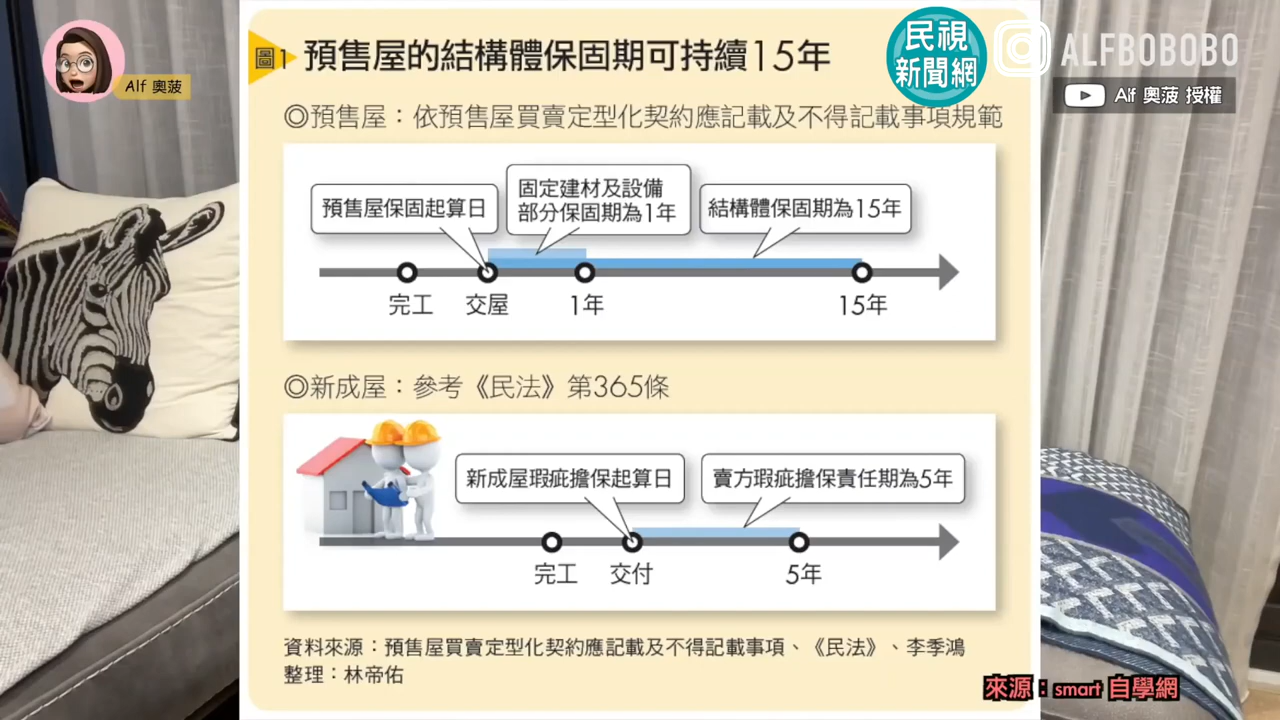 Alf 奧菠
圖1 預售屋的結構體保固期可持續15年
民視
新聞網
ALFBOBOBO
Alf 奧菠 授權
◎預售屋：依預售屋買賣定型化契約應記載及不得記載事項規範
預售屋保固起算日
固定建材及設備
部分保固期為1年
結構體保固期為15年
完工
交屋
1年
15年
◎新成屋：參考《民法》第365條
新成屋瑕疵擔保起算日
賣方瑕疵擔保責任期為5年
完工
交付
5年
資料來源：預售屋買賣定型化契約應記載及不得記載事項、《民法》、李季鴻
整理：林帝佑
來源：smart 自學網